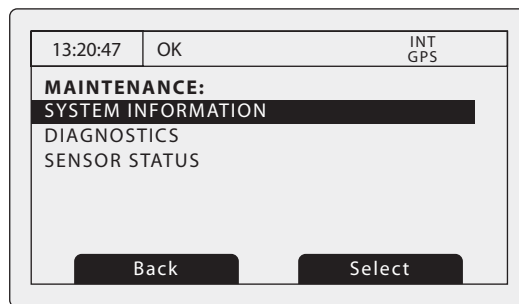 13:20:47 OK INT
GPS
MAINTENANCE:
SYSTEM INFORMATION
DIAGNOSTICS
SENSOR STATUS
Back Select